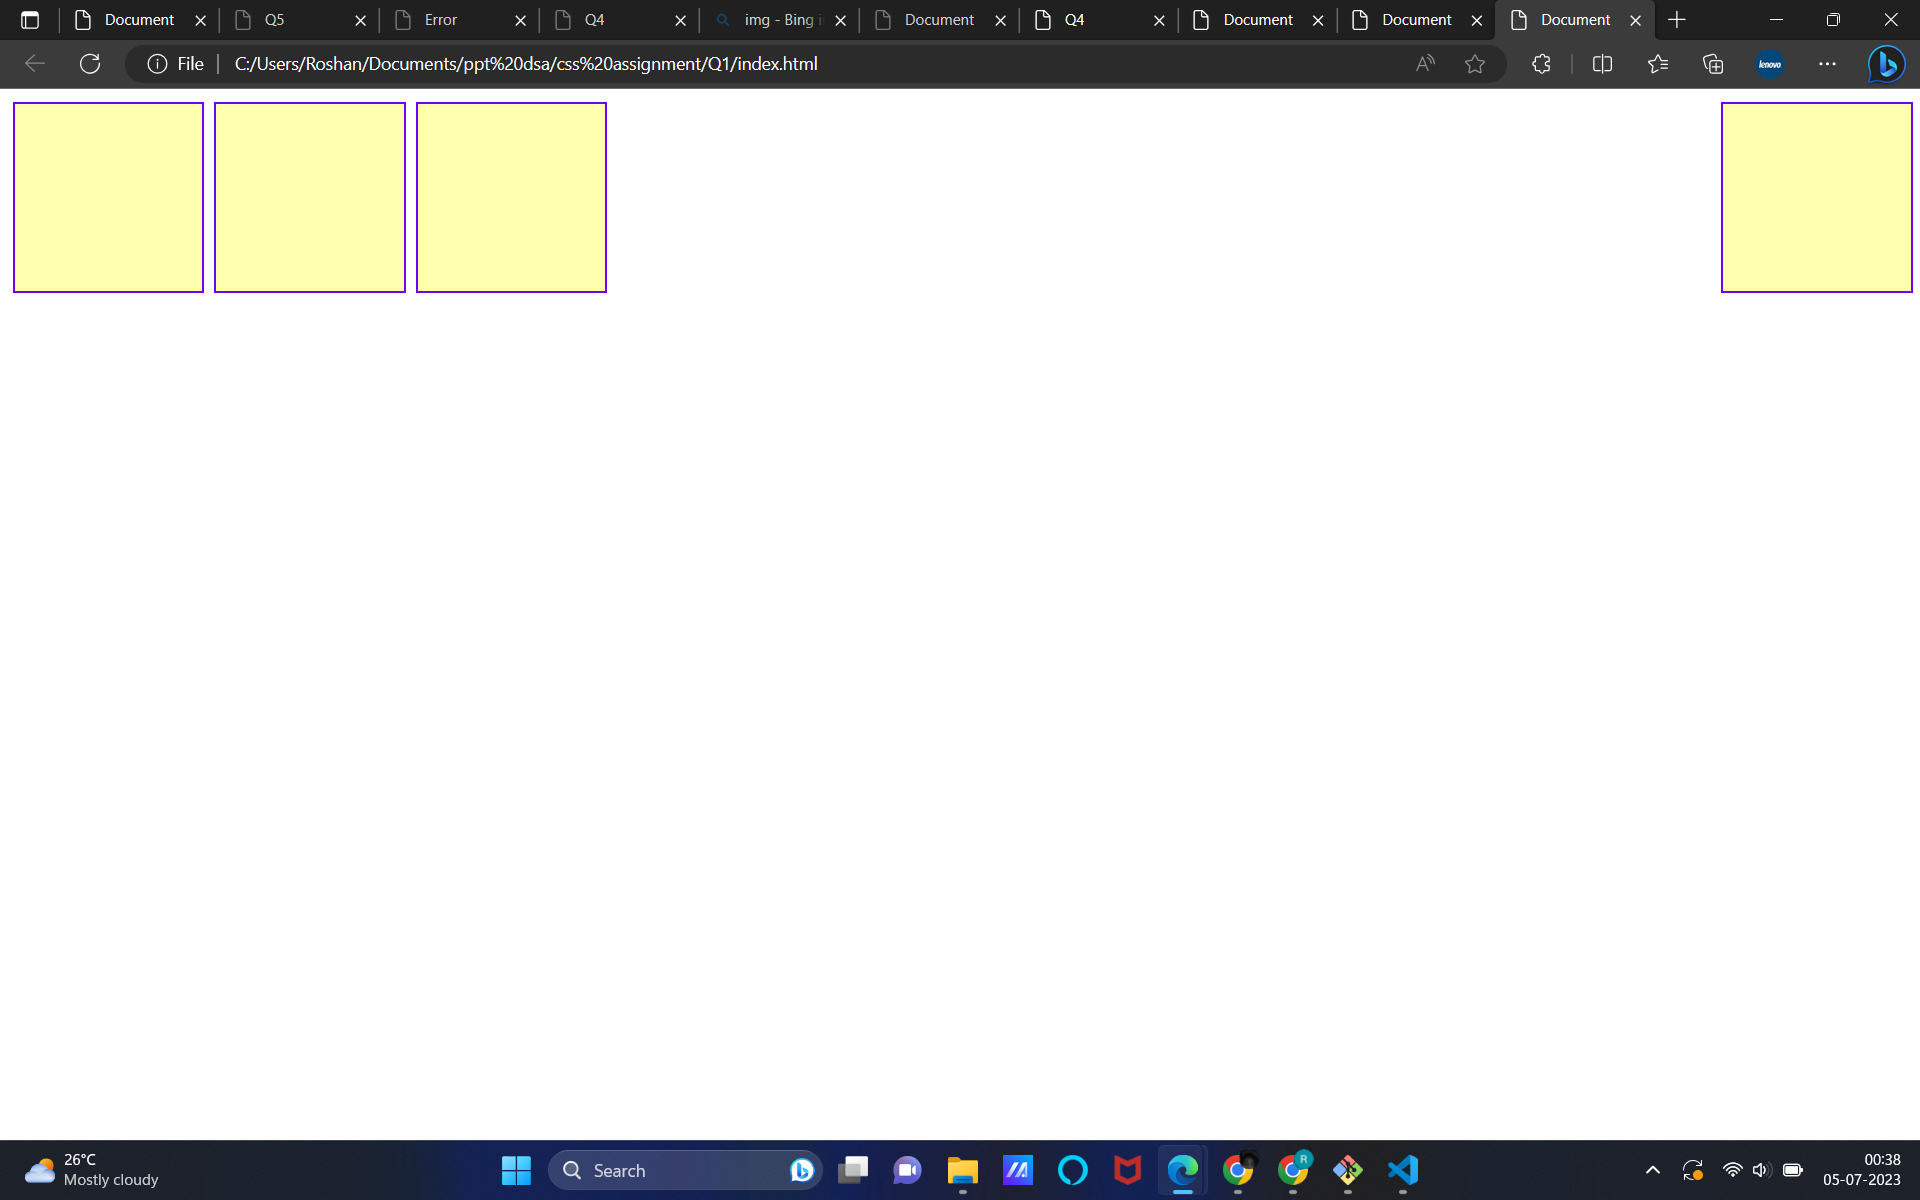 Document
Q5
Error
Q4
img - Bing i
Document
Q4
Document
Document
Document
File
C:/Users/Roshan/Documents/ppt%20dsa/css%20assignment/Q1/index.html
lenovo
26°C
Mostly cloudy
Search
R
00:38
05-07-2023